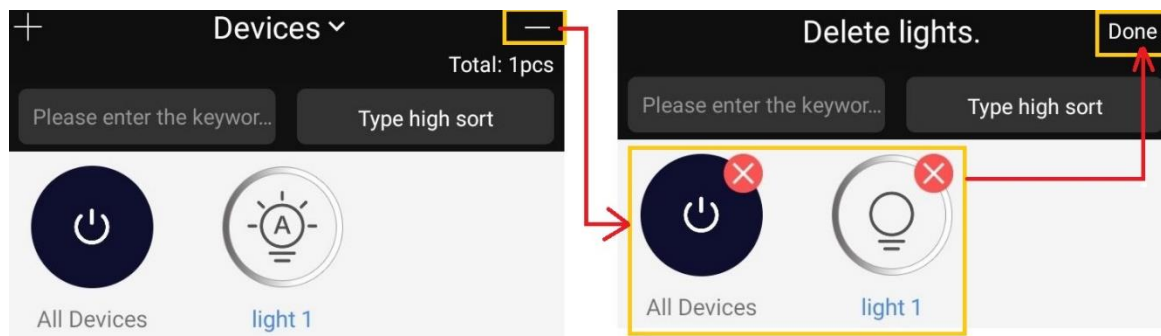 Devices
Total: 1pcs
Please enter the keywor...
Type high sort
A
All Devices
light 1
Delete lights.
Done
Please enter the keywor...
Type high sort
All Devices
light 1